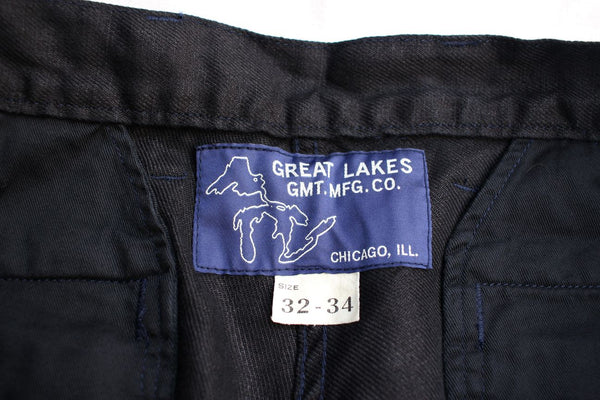 GREAT LAKES
GMT.MFG.CO.
CHICAGO, ILL.
SIZE
32-34